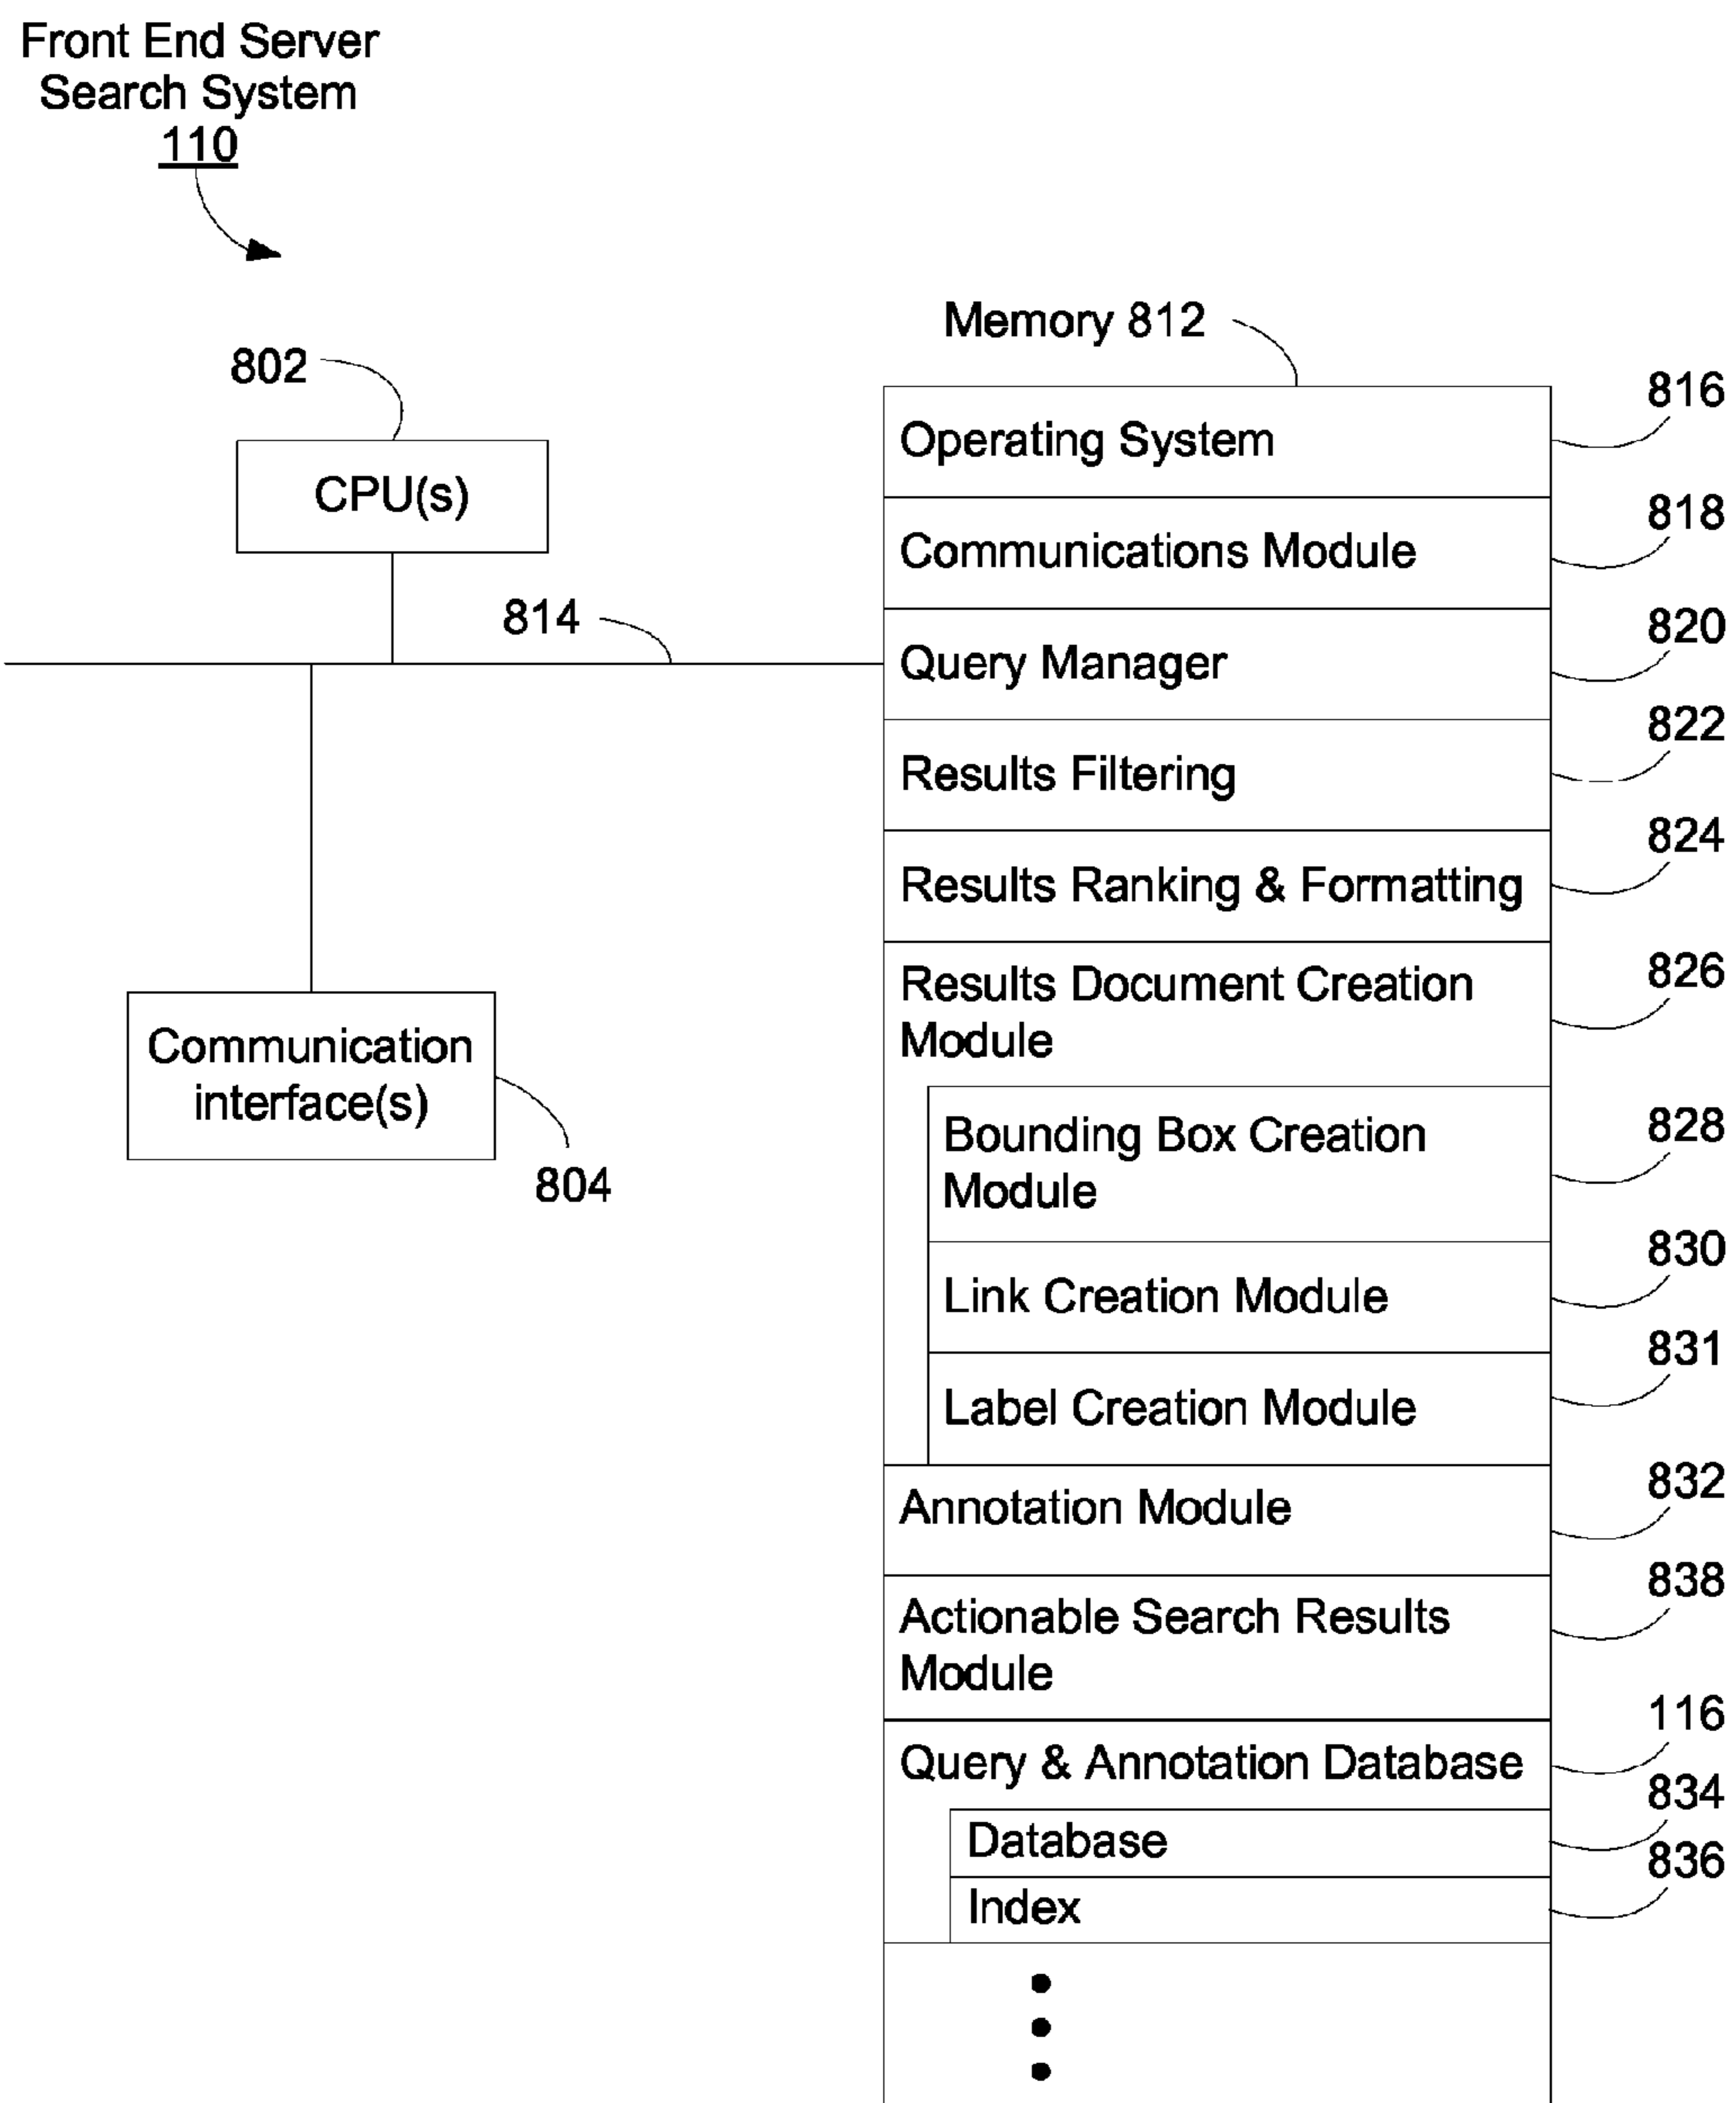 Front End Server
Search System
110
802
CPU(s)
814
Communication
interface(s)
804
Memory 812
Operating System
816
Communications Module
818
Query Manager
820
Results Filtering
822
Results Ranking & Formatting
824
Results Document Creation
Module
826
Bounding Box Creation
Module
828
Link Creation Module
830
Label Creation Module
831
Annotation Module
832
Actionable Search Results
Module
838
Query & Annotation Database
116
Database
834
Index
836